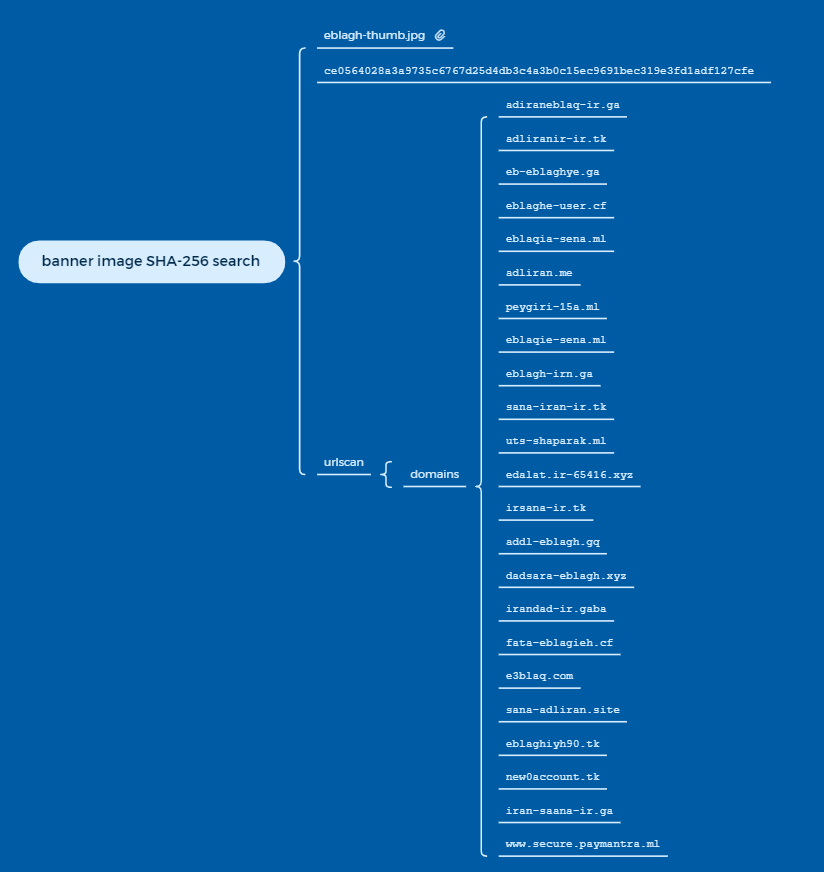 eblagh-thumb.jpg
ce0564028a3a9735c6767d25d4db3c4a3b0c15ec9691bec319e3fd1adf127cfe
banner image SHA-256 search
urlscan
domains
adiraneblaq-ir.ga
adliranir-ir.tk
eb-eblaghye.ga
eblaghe-user.cf
eblaqia-sena.ml
adliran.me
peygiri-15a.ml
eblaqie-sena.ml
eblagh-irn.ga
sana-iran-ir.tk
uts-shaparak.ml
edalat.ir-65416.xyz
irsana-ir.tk
addl-eblagh.gq
dadsara-eblagh.xyz
irandad-ir.gaba
fata-eblagieh.cf
e3blaq.com
sana-adliran.site
eblaghiyh90.tk
new0account.tk
iran-saana-ir.ga
www.secure.paymantra.ml